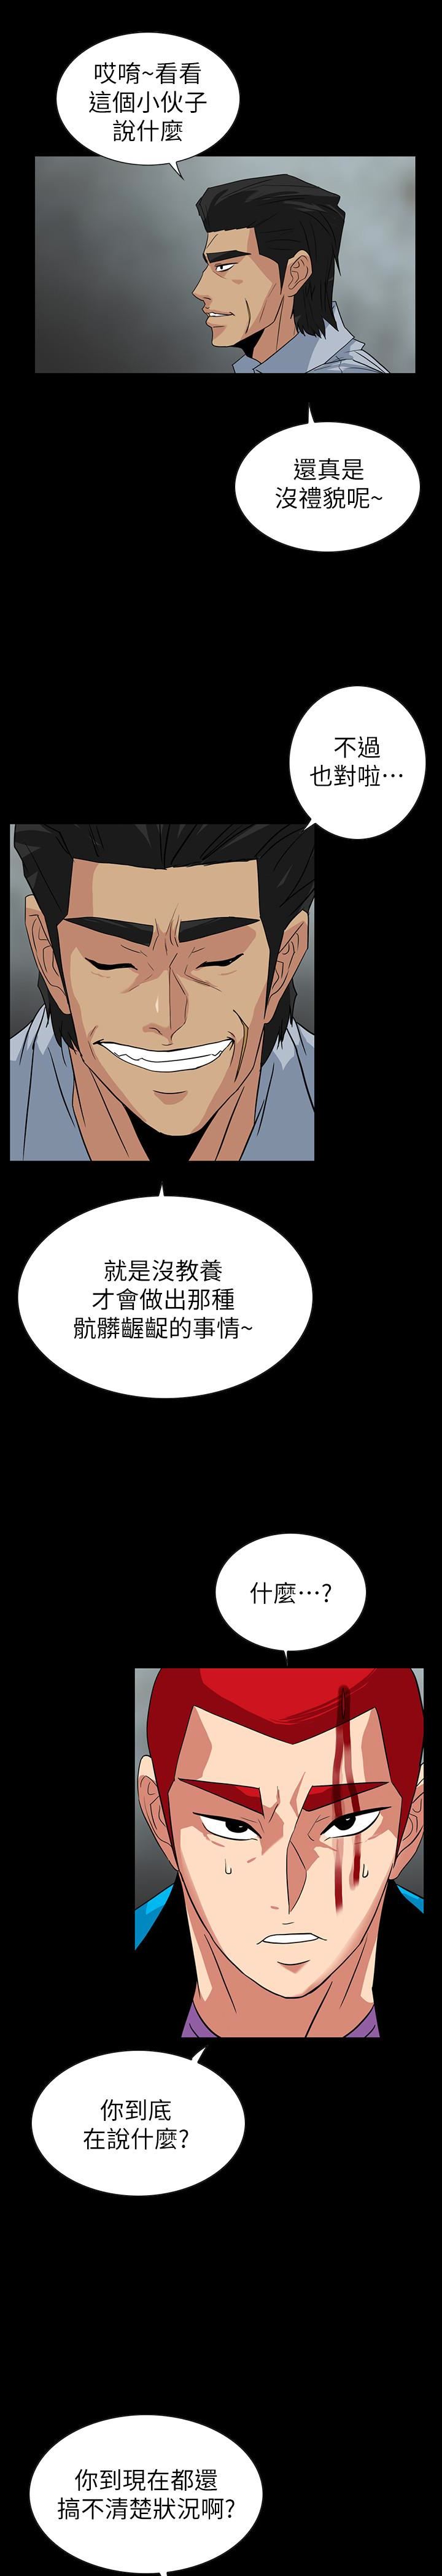 哎唷~看看
這個小伙子
說什麼
還真是
沒禮貌呢~
不過
也對啦⋯
就是沒教養
才會做出那種
骯髒齷齪的事情~
什麼⋯?
你到底
在說什麼?
你到現在都還
搞不清楚狀況啊?